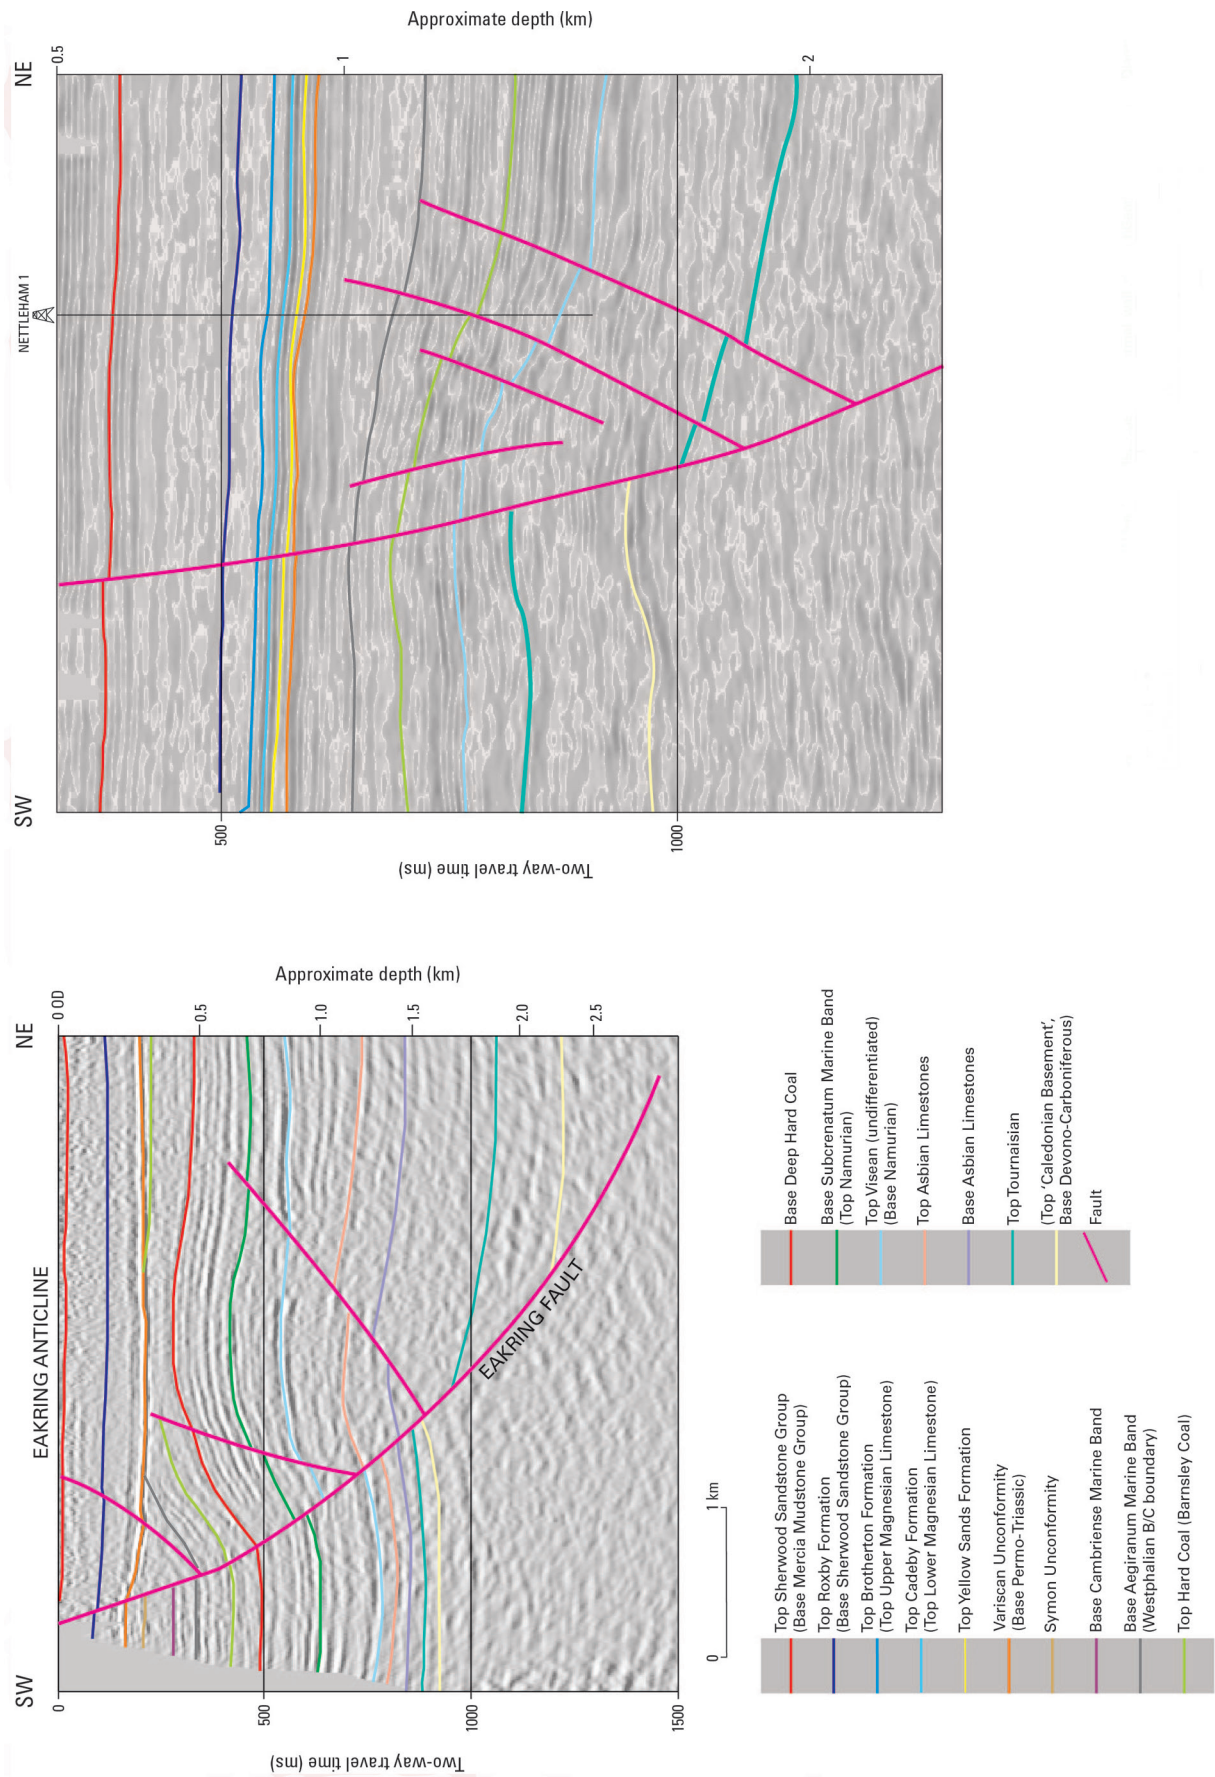 EAKRING ANTICLINE
SW
NE
0
500
1000
1500
Two-way travel time (ms)
0 OD
0.5
1.0
1.5
2.0
2.5
Approximate depth (km)
EAKRING FAULT
0
1 km
SW
NE
NETTLEHAM 1
500
1000
Two-way travel time (ms)
0.5
1
2
Approximate depth (km)
Top Sherwood Sandstone Group
(Base Mercia Mudstone Group)
Top Roxby Formation
(Base Sherwood Sandstone Group)
Top Brotherton Formation
(Top Upper Magnesian Limestone)
Top Cadeby Formation
(Top Lower Magnesian Limestone)
Top Yellow Sands Formation
Variscan Unconformity
(Base Permo-Triassic)
Symon Unconformity
Base Cambriense Marine Band
Base Aegiranum Marine Band
(Westphalian B/C boundary)
Top Hard Coal (Barnsley Coal)
Base Deep Hard Coal
Base Subcrenatum Marine Band
(Top Namurian)
Top Visean (undifferentiated)
(Base Namurian)
Top Asbian Limestones
Base Asbian Limestones
Top Tournaisian
(Top ‘Caledonian Basement’,
Base Devono-Carboniferous)
Fault